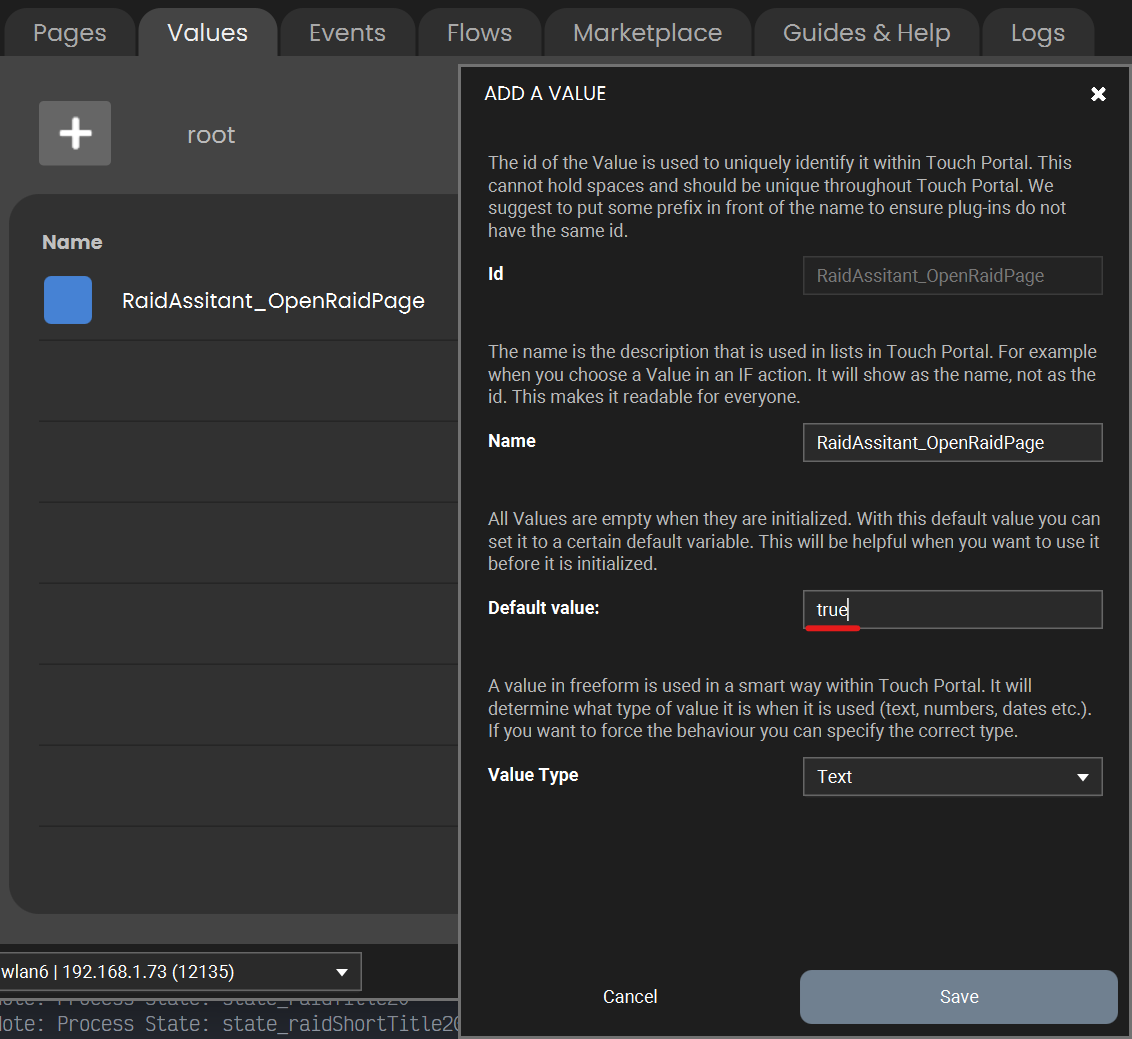 Pages Values Events Flows Marketplace Guides & Help Logs
root
Name
RaidAssitant_OpenRaidPage
ADD A VALUE
The id of the Value is used to uniquely identify it within Touch Portal. This
cannot hold spaces and should be unique throughout Touch Portal. We
suggest to put some prefix in front of the name to ensure plug-ins do not
have the same id.
Id RaidAssitant_OpenRaidPage
The name is the description that is used in lists in Touch Portal. For example
when you choose a Value in an IF action. It will show as the name, not as the
id. This makes it readable for everyone.
Name RaidAssitant_OpenRaidPage
All Values are empty when they are initialized. With this default value you can
set it to a certain default variable. This will be helpful when you want to use it
before it is initialized.
Default value: true
A value in freeform is used in a smart way within Touch Portal. It will
determine what type of value it is when it is used (text, numbers, dates etc.).
If you want to force the behaviour you can specify the correct type.
Value Type Text
Cancel Save
wlan6 | 192.168.1.73 (12135)
Process State: state_raidTitle20
Process State: state_raidShortTitle20